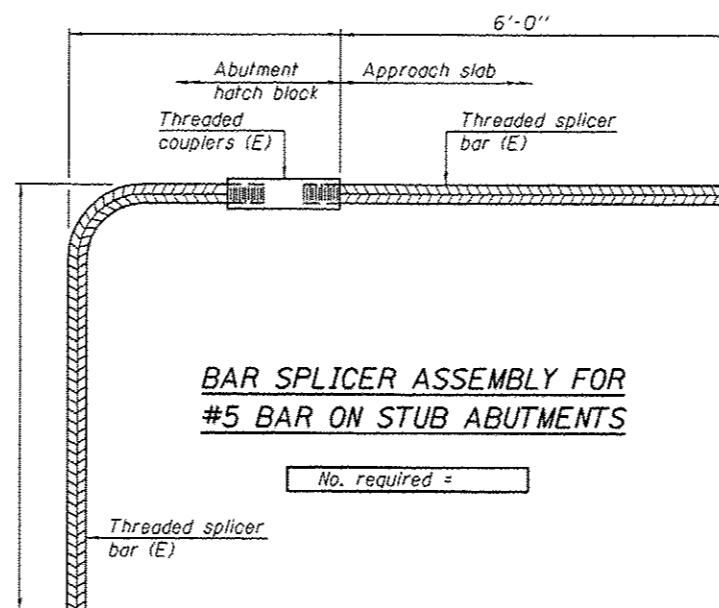 6'-0"
Abutment
hatch block
Approach slab
Threaded
couplers (E)
Threaded splicer
bar (E)
BAR SPLICER ASSEMBLY FOR
#5 BAR ON STUB ABUTMENTS
No. required =
Threaded splicer
bar (E)